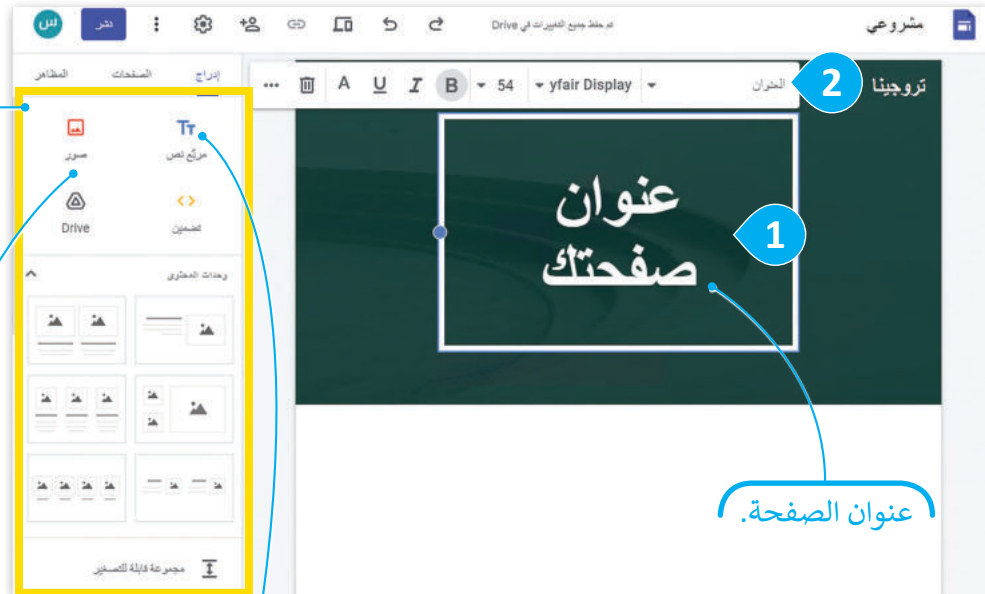 مشروعي
تم حفظ جميع التغييرات في Drive
نشر
س
تروجينا
2
العنوان
yfair Display
54
B I U A
إدراج
الصفحات
المظاهر
Tт
مربّع نص
صور
تضمين
Drive
وحدات المحتوى
مجموعة قابلة للتصغير
عنوان
صفحتك
1
عنوان الصفحة.